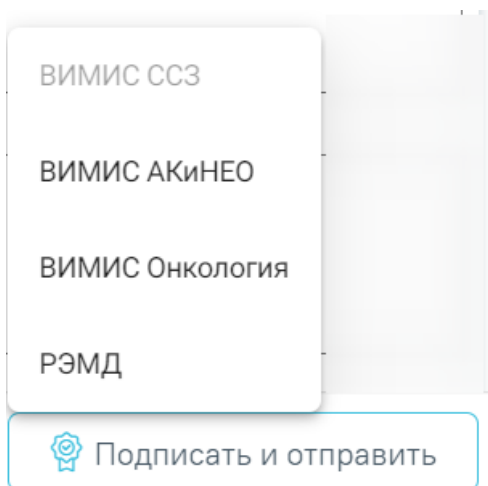 ВИМИС ССЗ
ВИМИС АКиНЕО
ВИМИС Онкология
РЭМД
Подписать и отправить